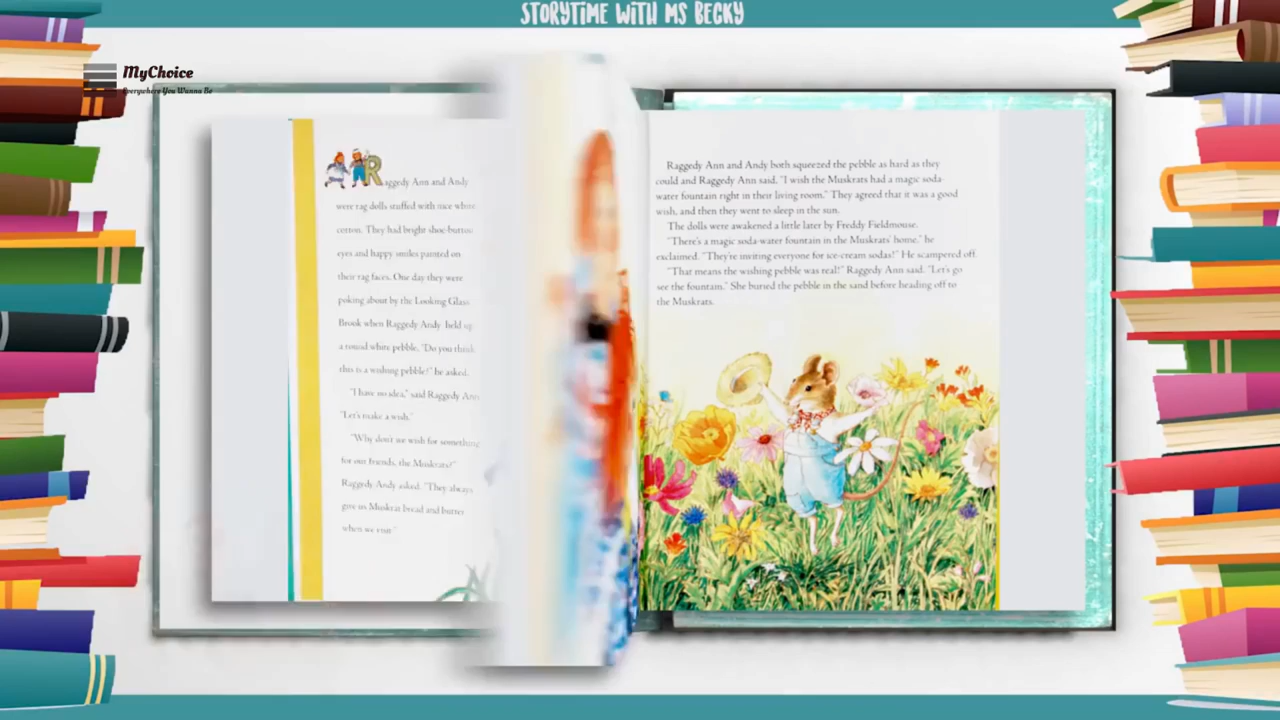 STORYTIME WITH MS BECKY
MyChoice
Everywhere You Wanna Be
Raggedy Ann and Andy
were rag dolls stuffed with nice white
cotton. They had bright shoe-button
eyes and happy smiles painted on
their rag faces. One day they were
poking about by the Looking Glass
Brook when Raggedy Andy held up
a round white pebble. "Do you think
this is a wishing pebble?" he asked.
"I have no idea," said Raggedy Ann.
"Let's make a wish."
"Why don't we wish for something
for our friends, the Muskrats?"
Raggedy Andy asked. "They always
give us Muskrat bread and butter
when we visit."
Raggedy Ann and Andy both squeezed the pebble as hard as they
could and Raggedy Ann said, "I wish the Muskrats had a magic soda-
water fountain right in their living room." They agreed that it was a good
wish, and then they went to sleep in the sun.
The dolls were awakened a little later by Freddy Fieldmouse.
"There's a magic soda-water fountain in the Muskrats' home," he
exclaimed. "They're inviting everyone for ice-cream sodas!" He scampered off.
"That means the wishing pebble was real!" Raggedy Ann said. "Let's go
see the fountain." She buried the pebble in the sand before heading off to
the Muskrats.